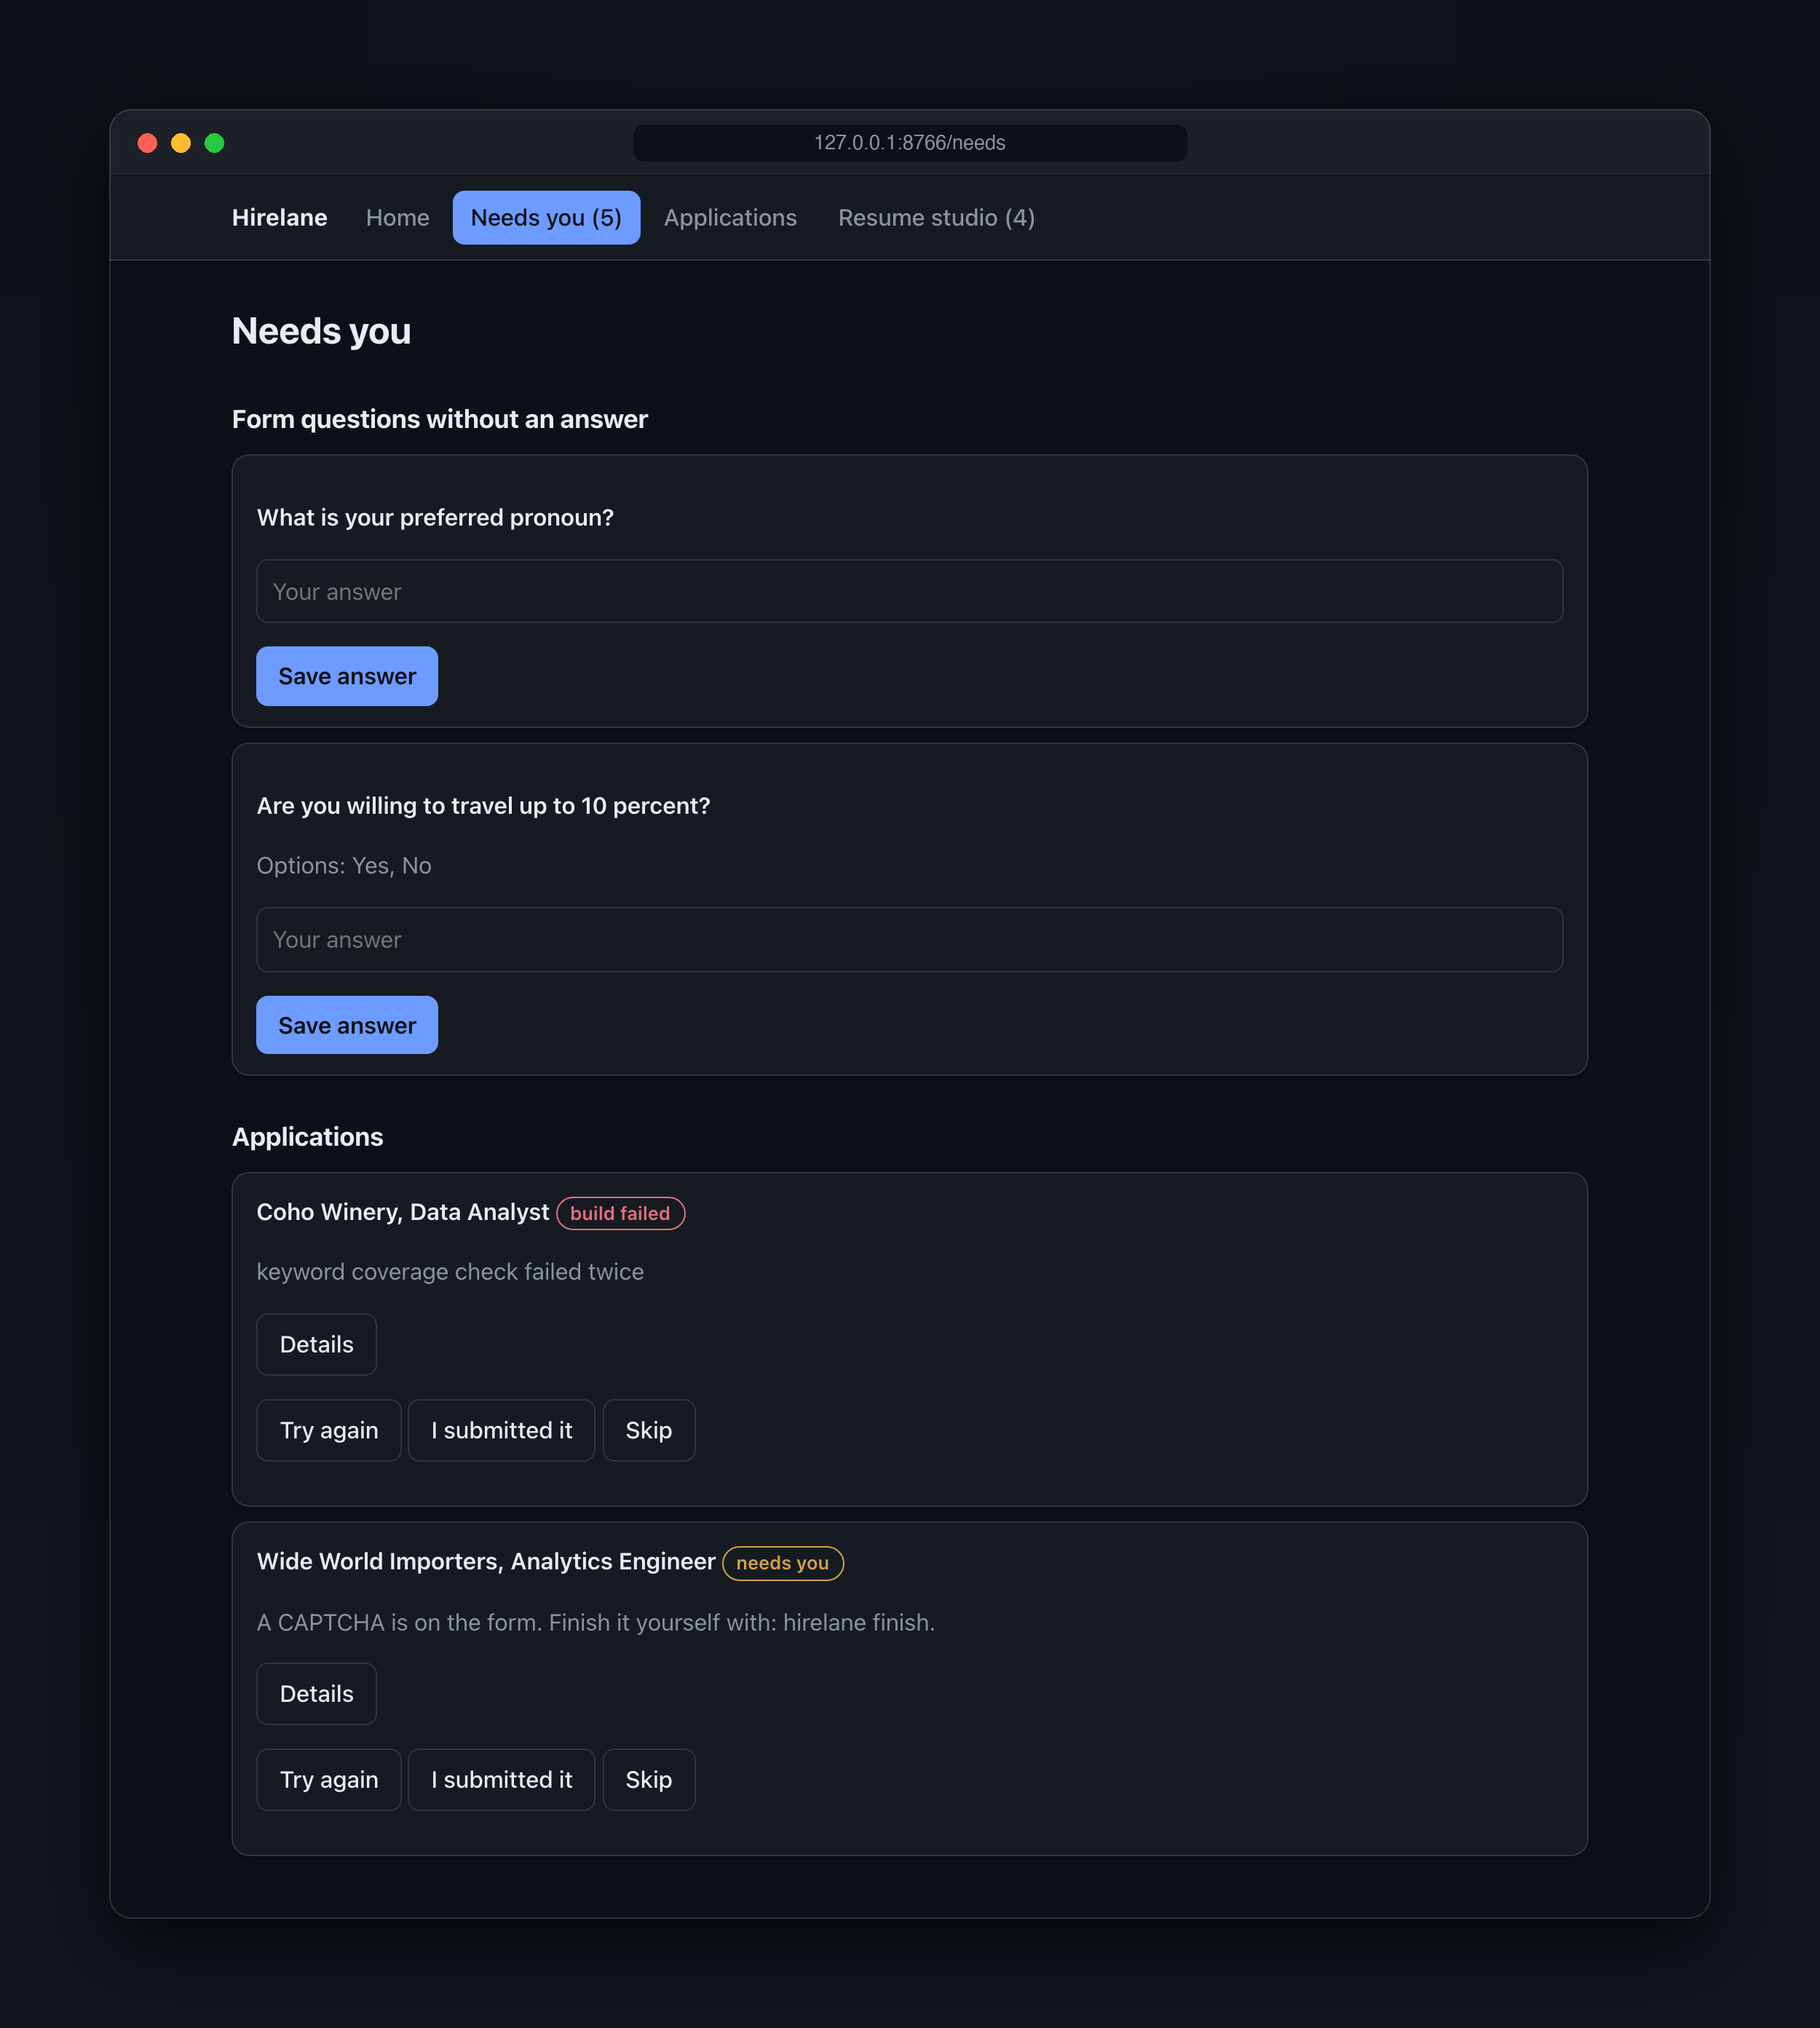 127.0.0.1:8766/needs
Hirelane Home Needs you (5) Applications Resume studio (4)
Needs you
Form questions without an answer
What is your preferred pronoun?
Your answer
Save answer
Are you willing to travel up to 10 percent?
Options: Yes, No
Your answer
Save answer
Applications
Coho Winery, Data Analyst build failed
keyword coverage check failed twice
Details
Try again I submitted it Skip
Wide World Importers, Analytics Engineer needs you
A CAPTCHA is on the form. Finish it yourself with: hirelane finish.
Details
Try again I submitted it Skip